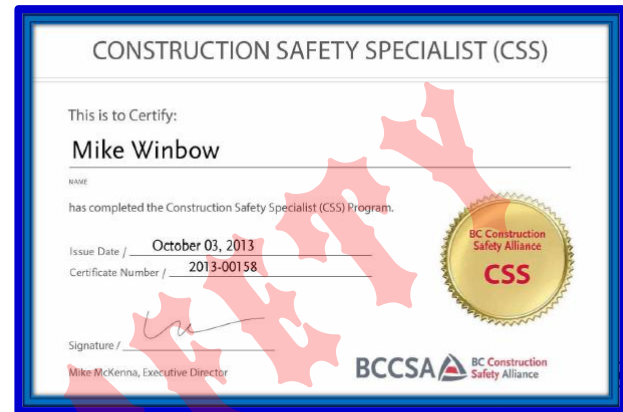 CONSTRUCTION SAFETY SPECIALIST (CSS)
This is to Certify:
Mike Winbow
NAME
has completed the Construction Safety Specialist (CSS) Program.
Issue Date / October 03, 2013
Certificate Number / 2013-00158
BC Construction
Safety Alliance
CSS
Signature /
Mike McKenna, Executive Director
BCCSA BC Construction
Safety Alliance